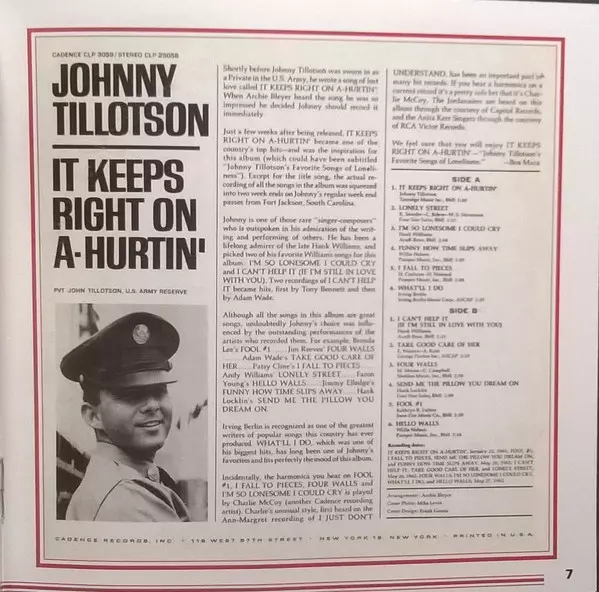 CADENCE CLP 3058/STEREO CLP 25058
JOHNNY
TILLOTSON
IT KEEPS
RIGHT ON
A-HURTIN'
PVT. JOHN TILLOTSON, U.S. ARMY RESERVE
Shortly before Johnny Tillotson was sworn in as
a Private in the U.S. Army, he wrote a song of lost
love called IT KEEPS RIGHT ON A-HURTIN'.
When Archie Bleyer heard the song he was so
impressed he decided Johnny should record it
immediately.
Just a few weeks after being released, IT KEEPS
RIGHT ON A-HURTIN' became one of the
country's top hits—and was the inspiration for
this album (which could have been subtitled
"Johnny Tillotson's Favorite Songs of Loneli-
ness"). Except for the title song, the actual re-
cording of all the songs in the album was squeezed
into two week ends on Johnny's regular week end
passes from Fort Jackson, South Carolina.
Johnny is one of those rare "singer-composers"
who is outspoken in his admiration of the writ-
ing and performing of others. He has been a
lifelong admirer of the late Hank Williams, and
picked two of his favorite Williams songs for this
album. I'M SO LONESOME I COULD CRY
and I CAN'T HELP IT (IF I'M STILL IN LOVE
WITH YOU). Two recordings of I CAN'T HELP
IT became hits, first by Tony Bennett and then
by Adam Wade.
Although all the songs in this album are great
songs, undoubtedly Johnny's choice was influ-
enced by the outstanding performances of the
artists who recorded them. For example, Brenda
Lee's FOOL #1 ..... Jim Reeves' FOUR WALLS
..... Adam Wade's TAKE GOOD CARE OF
HER ..... Patsy Cline's I FALL TO PIECES .....
Andy Williams' LONELY STREET ..... Faron
Young's HELLO WALLS ..... Jimmy Elledge's
FUNNY HOW TIME SLIPS AWAY ..... Hank
Locklin's SEND ME THE PILLOW YOU
DREAM ON.
Irving Berlin is recognized as one of the greatest
writers of popular songs this country has ever
produced. WHAT'LL I DO, which was one of
his biggest hits, has long been one of Johnny's
favorites and fits perfectly the mood of this album.
Incidentally, the harmonica you hear on FOOL
#1, I FALL TO PIECES, FOUR WALLS and
I'M SO LONESOME I COULD CRY is played
by Charlie McCoy (another Cadence recording
artist). Charlie's unusual style, first heard on the
Ann-Margret recording of I JUST DON'T
UNDERSTAND, has been an important part of
many hit records. If you hear a harmonica on a
current record it's a pretty safe bet that it's Char-
lie McCoy. The Jordanaires are heard on this
album through the courtesy of Capitol Records,
and the Anita Kerr Singers through the courtesy
of RCA Victor Records.
We feel sure that you will enjoy IT KEEPS
RIGHT ON A-HURTIN'—"Johnny Tillotson's
Favorite Songs of Loneliness."
SIDE A
1. IT KEEPS RIGHT ON A-HURTIN'
Johnny Tillotson
2. LONELY STREET
3. I'M SO LONESOME I COULD CRY
Hank Williams
4. FUNNY HOW TIME SLIPS AWAY
Willie Nelson
5. I FALL TO PIECES
6. WHAT'LL I DO
Irving Berlin
SIDE B
1. I CAN'T HELP IT
(IF I'M STILL IN LOVE WITH YOU)
Hank Williams
2. TAKE GOOD CARE OF HER
3. FOUR WALLS
4. SEND ME THE PILLOW YOU DREAM ON
Hank Locklin
5. FOOL #1
6. HELLO WALLS
Willie Nelson
Recording dates:
Arrangements: Archie Bleyer
CADENCE RECORDS, INC. · 119 WEST 57TH STREET · NEW YORK 19, NEW YORK · PRINTED IN U.S.A.
7